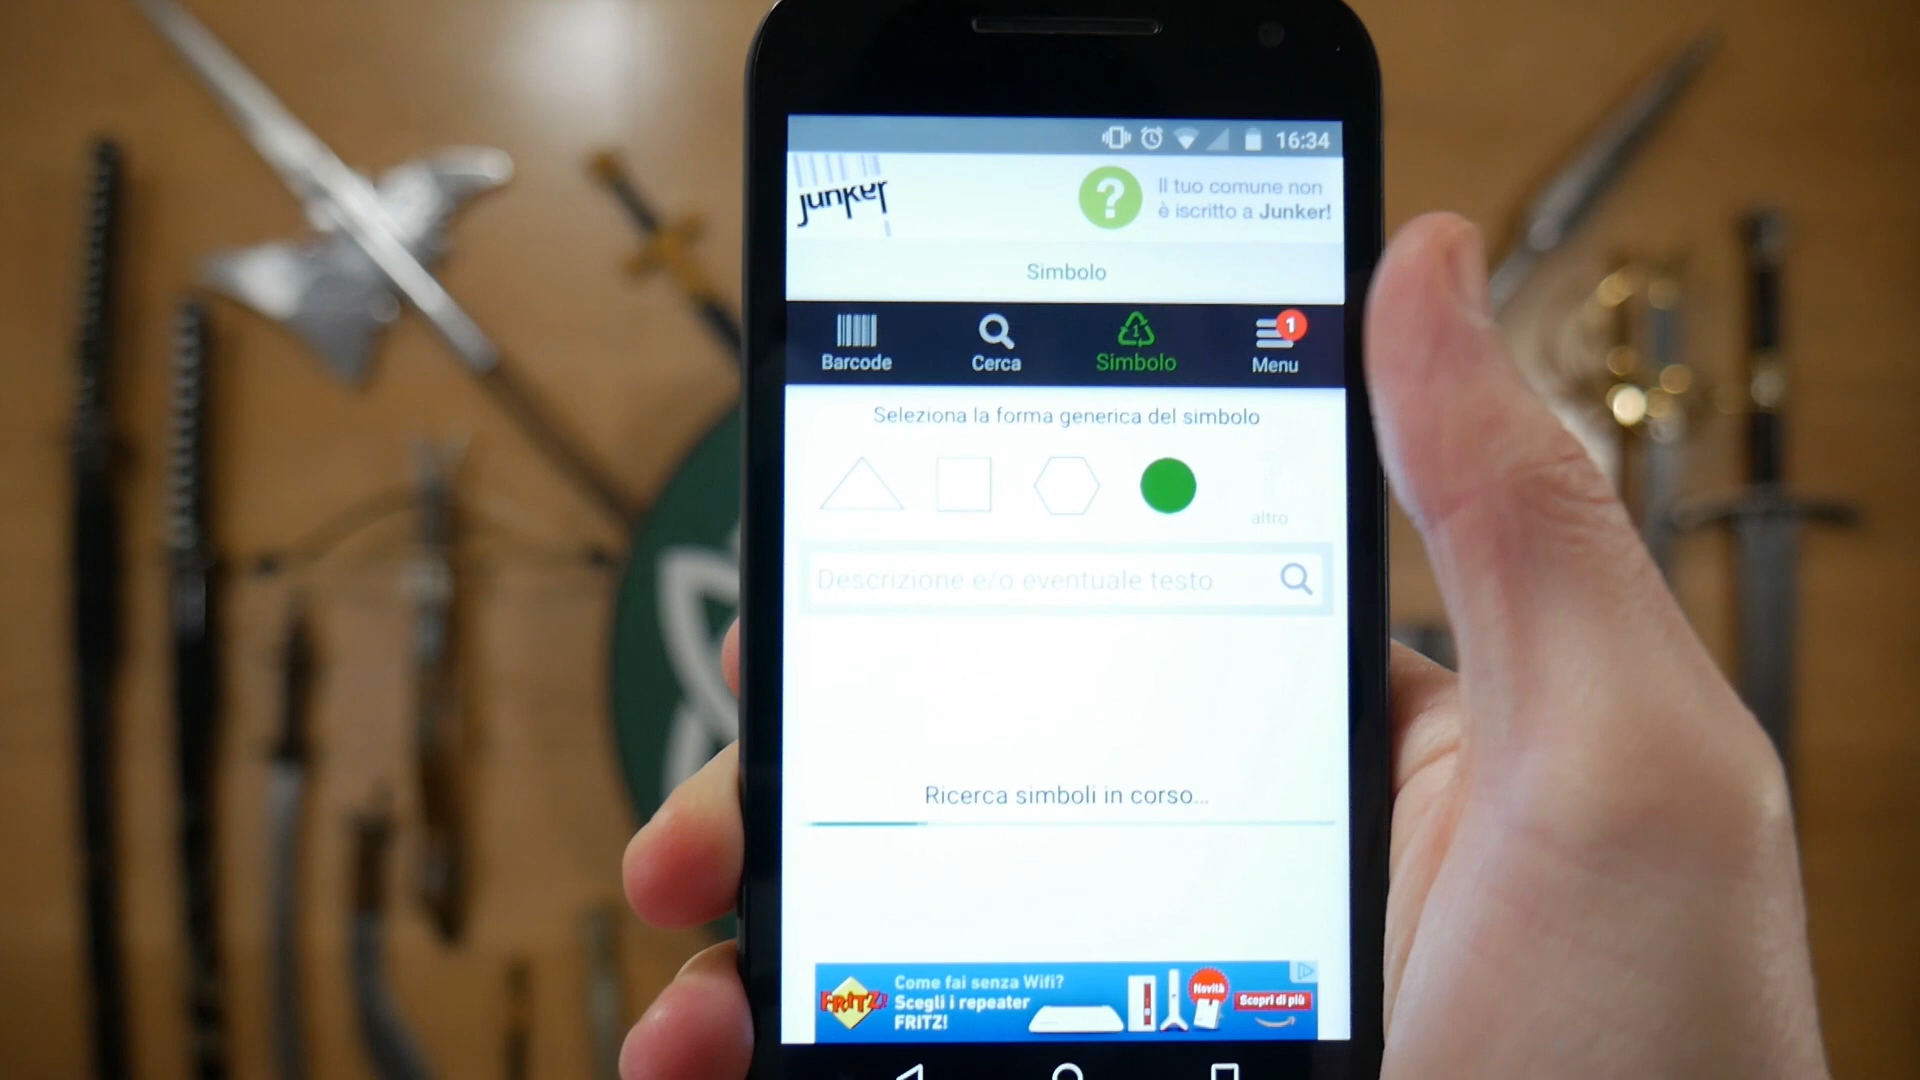 16:34
junker
?
Il tuo comune non
è iscritto a Junker!
Simbolo
1
1
Barcode
Cerca
Simbolo
Menu
Seleziona la forma generica del simbolo
altro
Descrizione e/o eventuale testo
Ricerca simboli in corso...
FRITZ!
Come fai senza Wifi?
Scegli i repeater
FRITZ!
Novità
Scopri di più